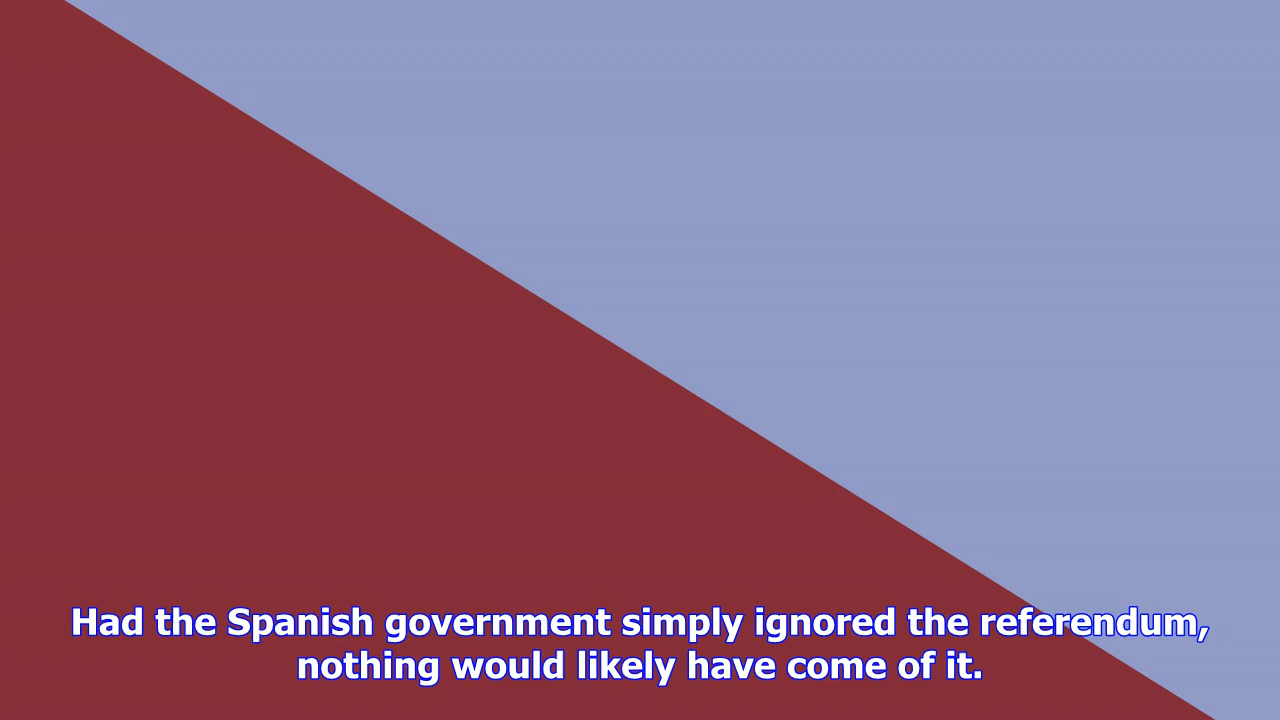 Had the Spanish government simply ignored the referendum,
nothing would likely have come of it.